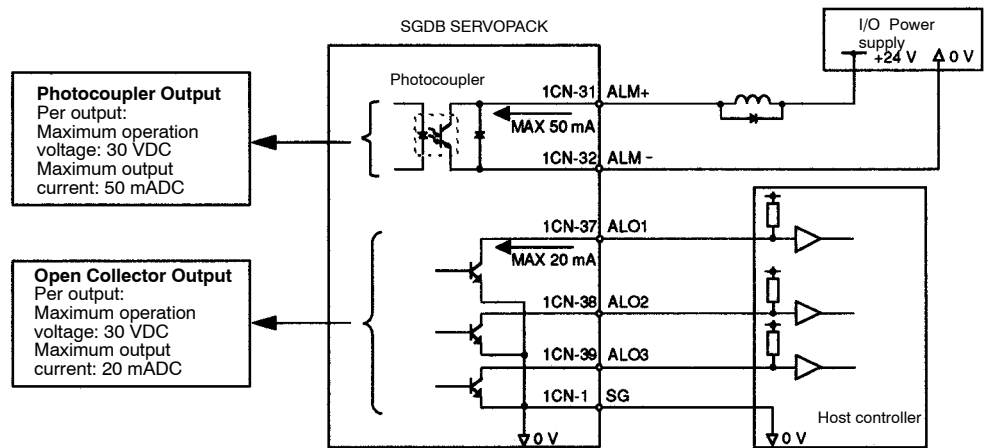 SGDB SERVOPACK
I/O Power
supply
+24 V
0 V
Photocoupler
Photocoupler Output
Per output:
Maximum operation
voltage: 30 VDC
Maximum output
current: 50 mADC
1CN-31 ALM+
MAX 50 mA
1CN-32 ALM -
1CN-37 ALO1
MAX 20 mA
Open Collector Output
Per output:
Maximum operation
voltage: 30 VDC
Maximum output
current: 20 mADC
1CN-38 ALO2
1CN-39 ALO3
1CN-1 SG
Host controller
0 V
0 V